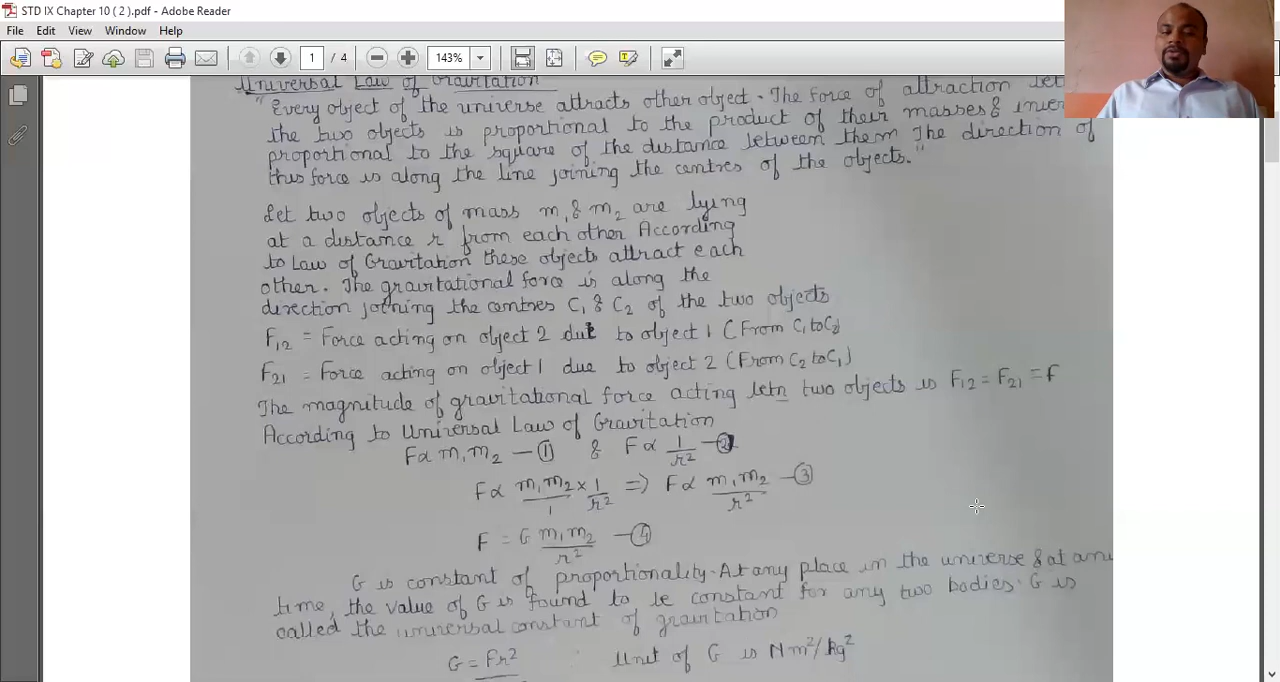 STD IX Chapter 10 ( 2 ).pdf - Adobe Reader
File Edit View Window Help
1 / 4 143%
Universal Law of Gravitation
"Every object of the universe attracts other object. The force of attraction
the two objects is proportional to the product of their masses &
proportional to the square of the distance between them The direction of
this force is along the line joining the centres of the objects."
Let two objects of mass m₁ & m₂ are lying
at a distance r from each other According
to Law of Gravitation these objects attract each
other. The gravitational force is along the
direction joining the centres C₁ & C₂ of the two objects
F₁₂ = Force acting on object 2 due to object 1 (From C₁ to C₂)
F₂₁ = Force acting on object 1 due to object 2 (From C₂ to C₁)
The magnitude of gravitational force acting betn two objects is F₁₂ = F₂₁ = F
According to Universal Law of Gravitation
F∝ m₁m₂ — ① & F∝ 1/r² — ②
F∝ m₁m₂/1 × 1/r² ⇒ F∝ m₁m₂/r² — ③
F = G m₁m₂/r² — ④
G is constant of proportionality. At any place in the universe & at any
time, the value of G is found to be constant for any two bodies. G is
called the universal constant of gravitation
G = Fr² Unit of G is Nm²/kg²